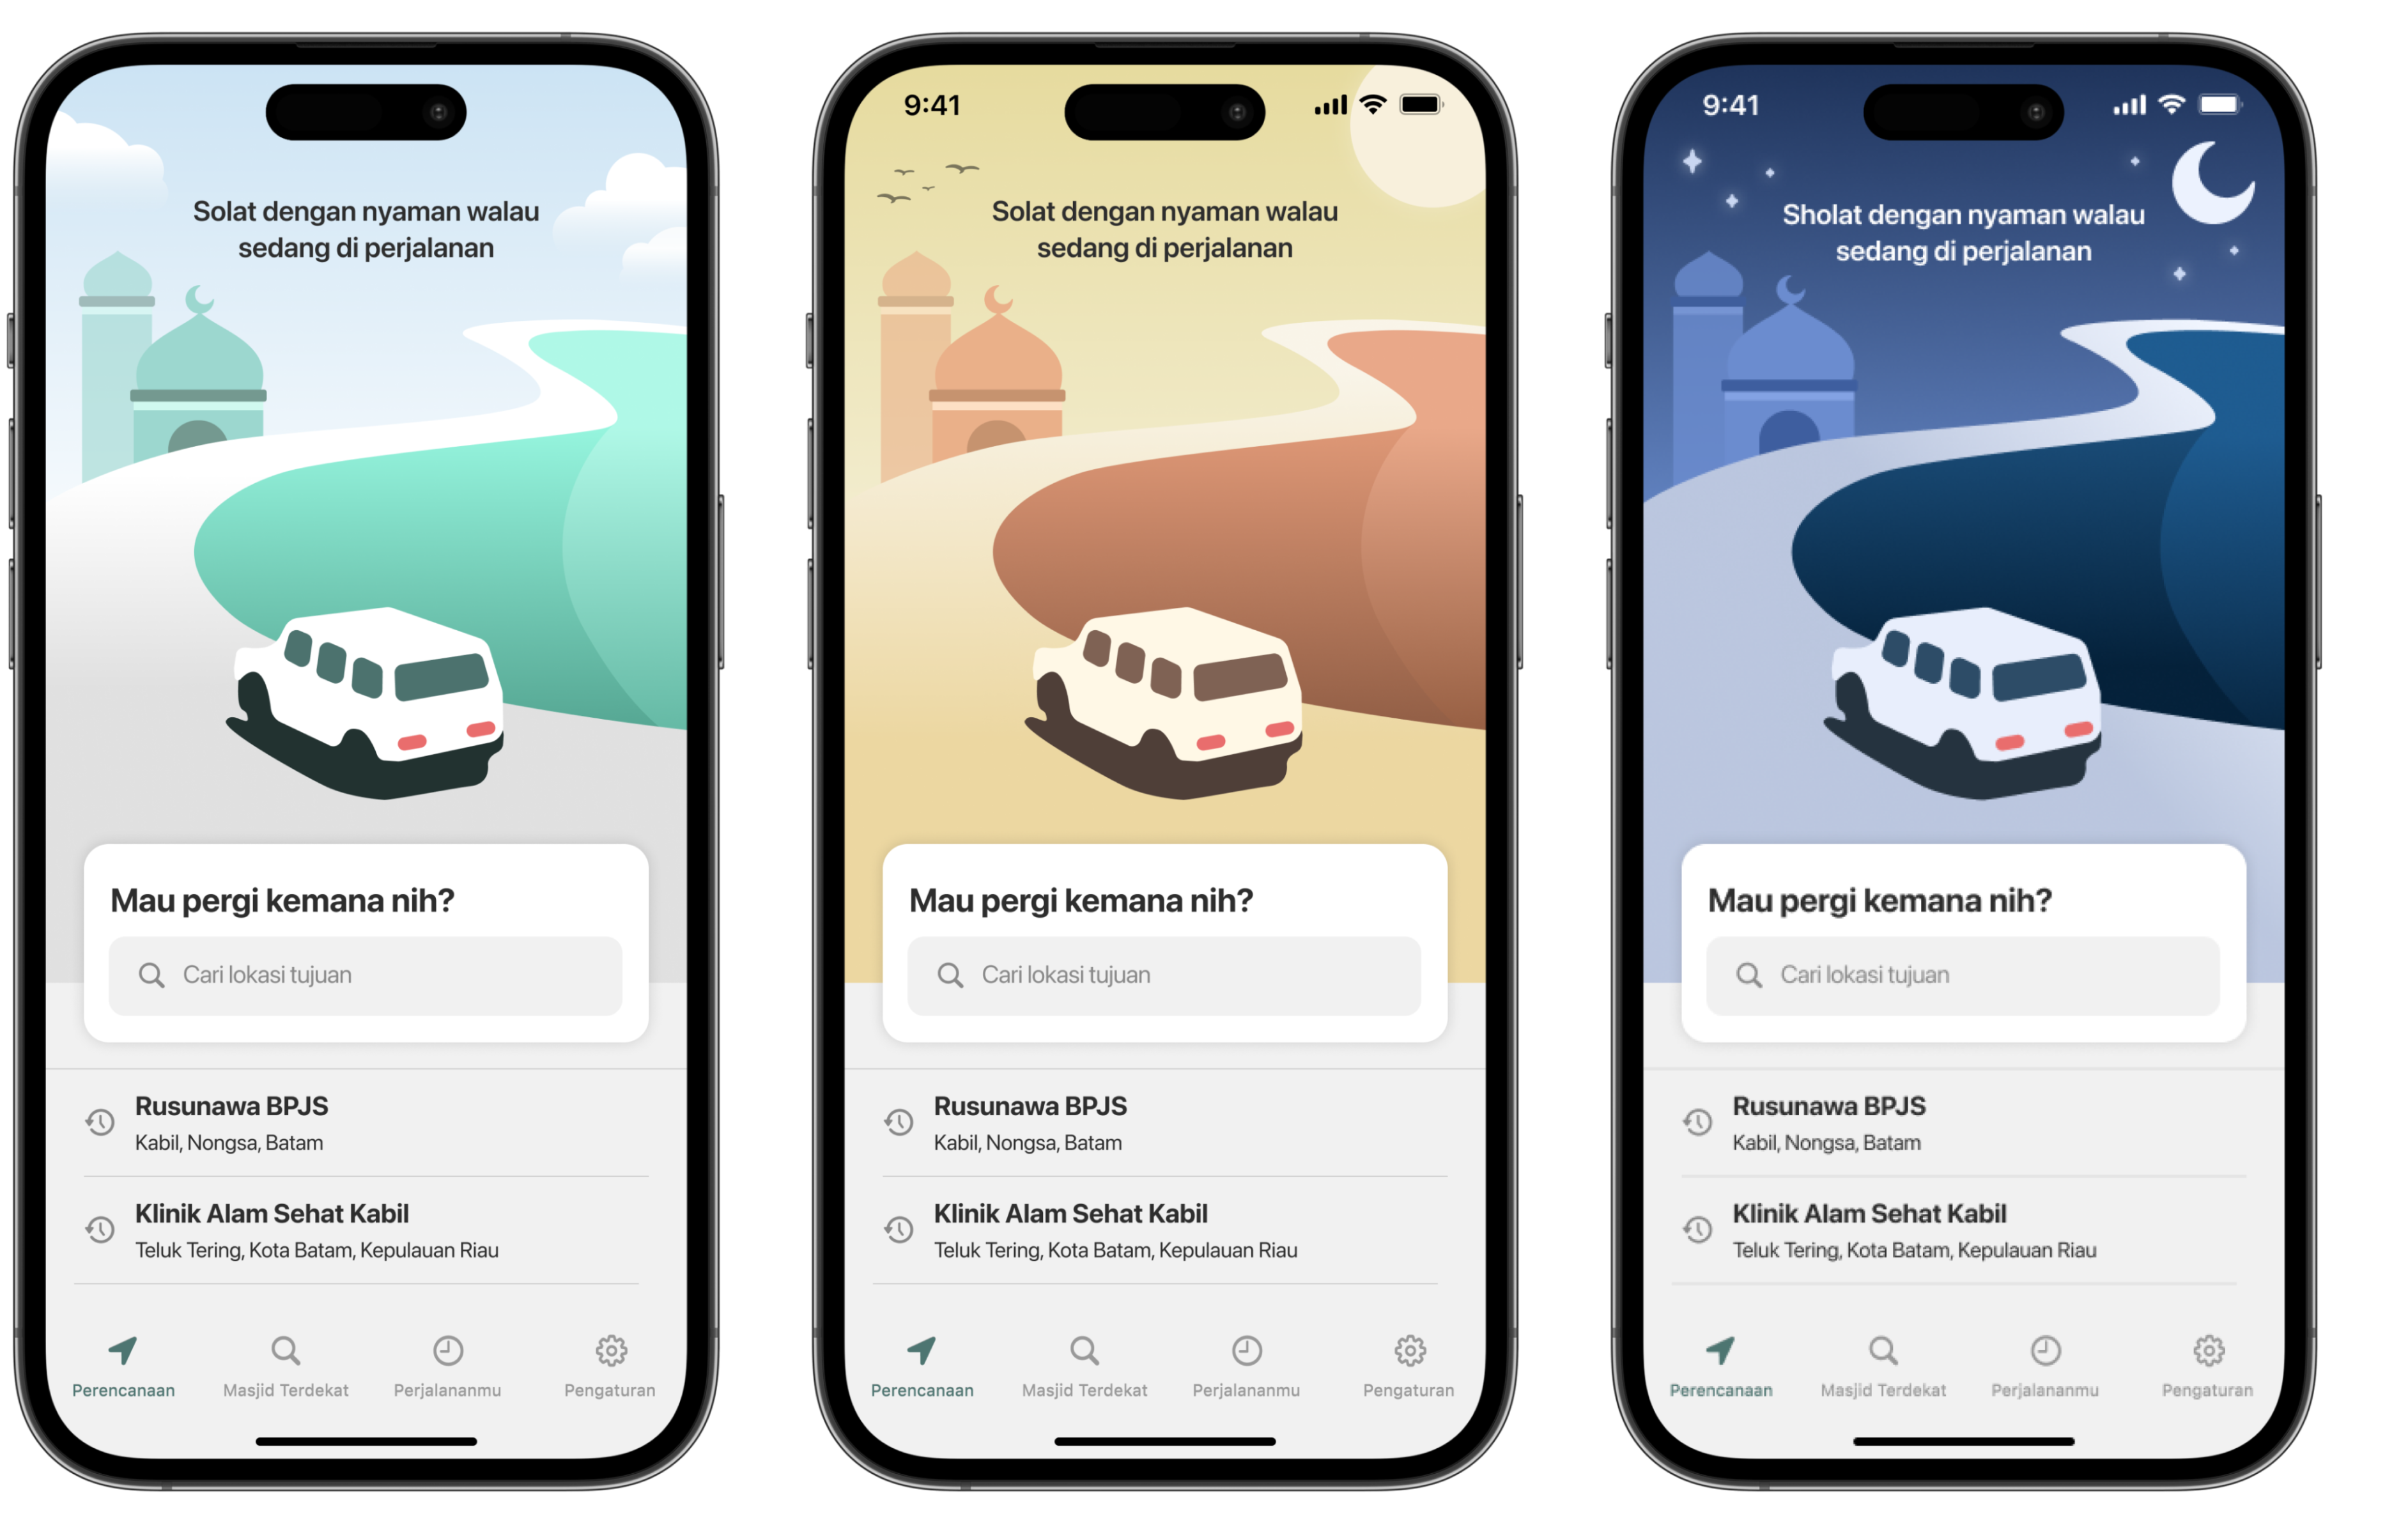 Solat dengan nyaman walau
sedang di perjalanan
Mau pergi kemana nih?
Cari lokasi tujuan
Rusunawa BPJS
Kabil, Nongsa, Batam
Klinik Alam Sehat Kabil
Teluk Tering, Kota Batam, Kepulauan Riau
Perencanaan
Masjid Terdekat
Perjalananmu
Pengaturan
9:41
Solat dengan nyaman walau
sedang di perjalanan
Mau pergi kemana nih?
Cari lokasi tujuan
Rusunawa BPJS
Kabil, Nongsa, Batam
Klinik Alam Sehat Kabil
Teluk Tering, Kota Batam, Kepulauan Riau
Perencanaan
Masjid Terdekat
Perjalananmu
Pengaturan
9:41
Sholat dengan nyaman walau
sedang di perjalanan
Mau pergi kemana nih?
Cari lokasi tujuan
Rusunawa BPJS
Kabil, Nongsa, Batam
Klinik Alam Sehat Kabil
Teluk Tering, Kota Batam, Kepulauan Riau
Perencanaan
Masjid Terdekat
Perjalananmu
Pengaturan